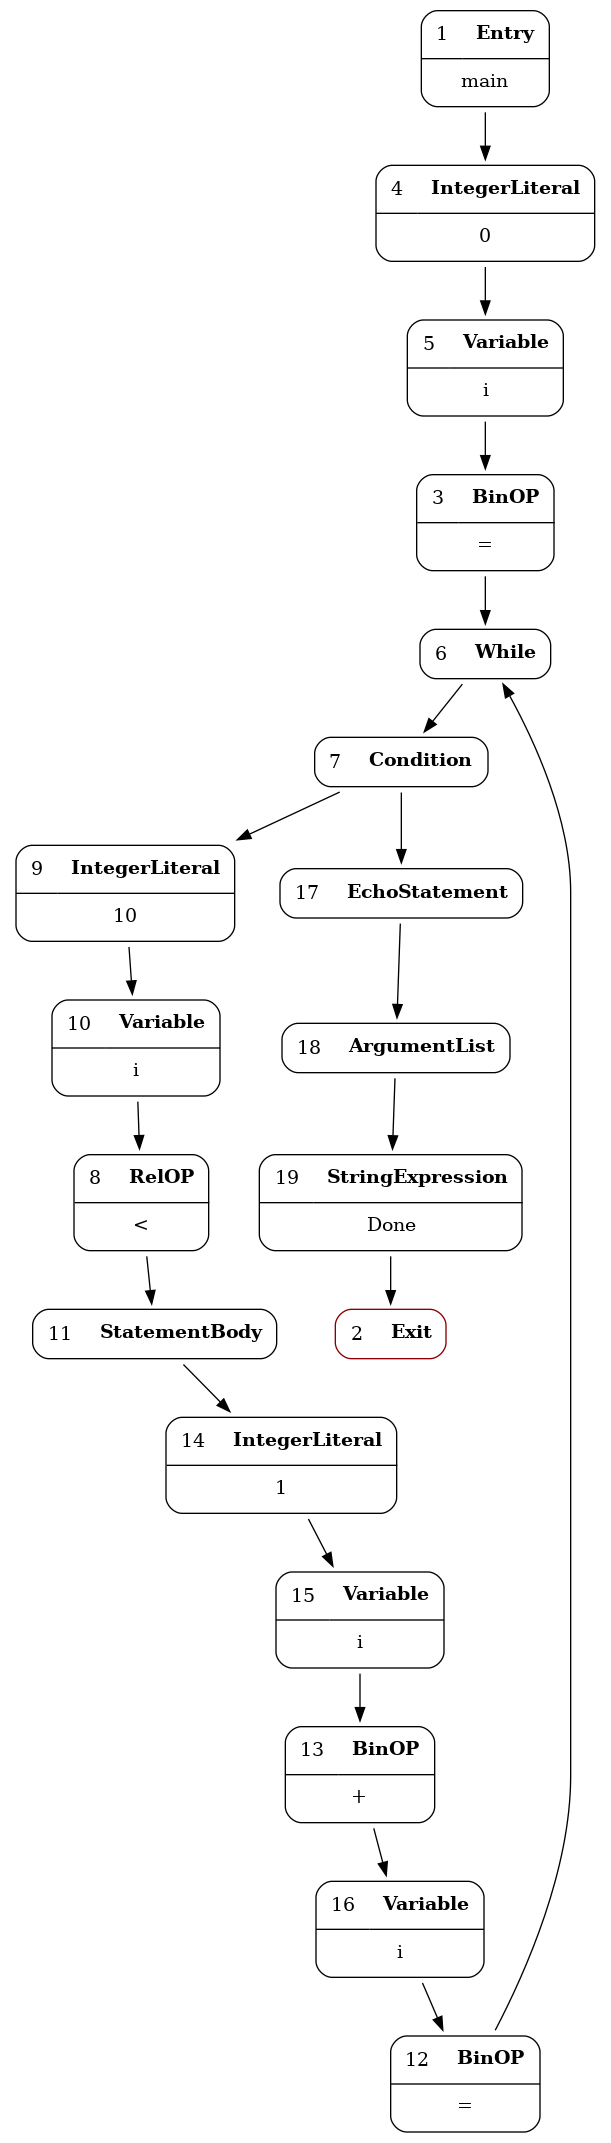 1 Entry
main
4 IntegerLiteral
0
5 Variable
i
3 BinOP
=
6 While
7 Condition
9 IntegerLiteral
10
17 EchoStatement
10 Variable
i
18 ArgumentList
8 RelOP
<
19 StringExpression
Done
11 StatementBody
2 Exit
14 IntegerLiteral
1
15 Variable
i
13 BinOP
+
16 Variable
i
12 BinOP
=